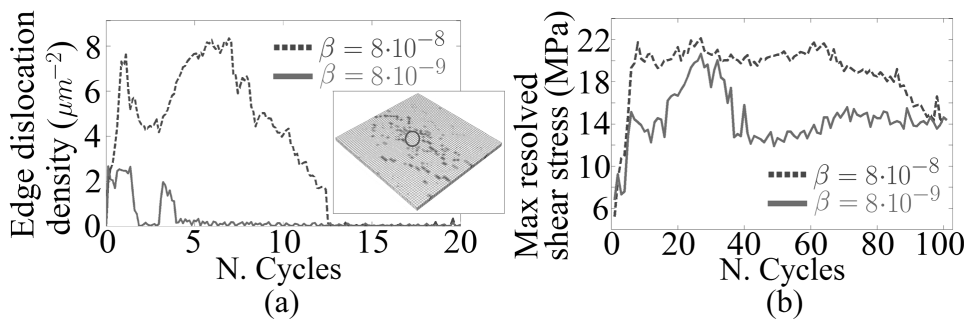 Edge dislocation
density (μm⁻²)
8
6
4
2
0
β = 8·10⁻⁸
β = 8·10⁻⁹
0 5 10 15 20
N. Cycles
(a)
Max resolved
shear stress (MPa)
22
18
14
10
6
β = 8·10⁻⁸
β = 8·10⁻⁹
0 20 40 60 80 100
N. Cycles
(b)